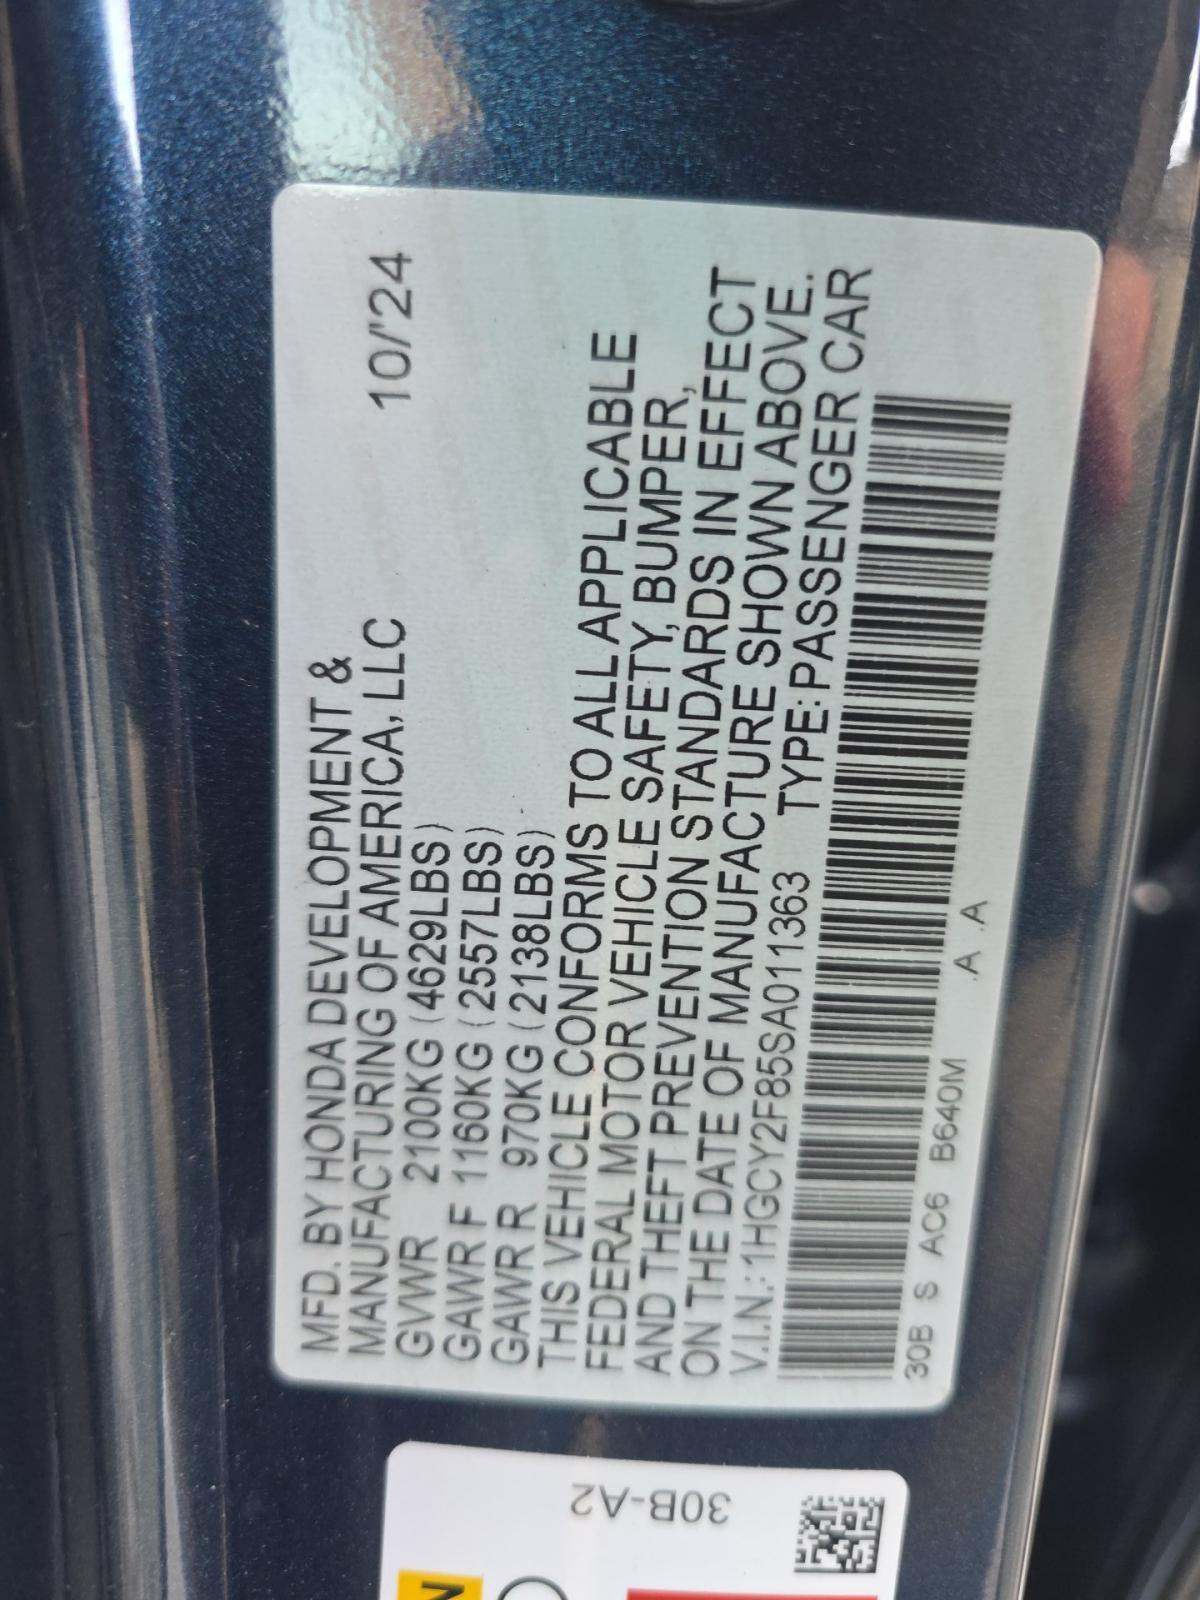 MFD. BY HONDA DEVELOPMENT &
MANUFACTURING OF AMERICA, LLC 10/'24
GVWR 2100KG (4629LBS)
GAWR F 1160KG (2557LBS)
GAWR R 970KG (2138LBS)
THIS VEHICLE CONFORMS TO ALL APPLICABLE
FEDERAL MOTOR VEHICLE SAFETY, BUMPER,
AND THEFT PREVENTION STANDARDS IN EFFECT
ON THE DATE OF MANUFACTURE SHOWN ABOVE.
V.I.N.: 1HGCY2F85SA011363 TYPE: PASSENGER CAR
30B S AC6 B640M .A .A
30B-A2
N